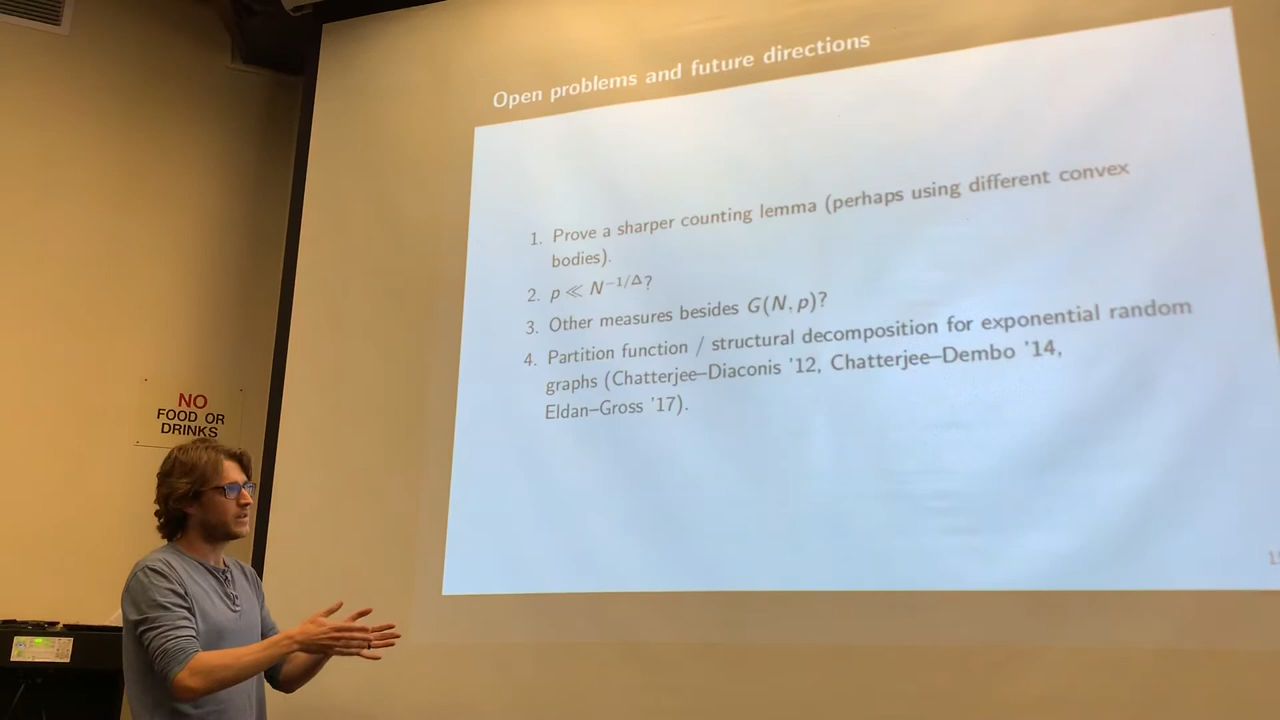 Open problems and future directions
1. Prove a sharper counting lemma (perhaps using different convex
bodies).
2. p ≪ N^{-1/Δ}?
3. Other measures besides G(N, p)?
4. Partition function / structural decomposition for exponential random
graphs (Chatterjee–Diaconis '12, Chatterjee–Dembo '14,
Eldan–Gross '17).
NO
FOOD OR
DRINKS